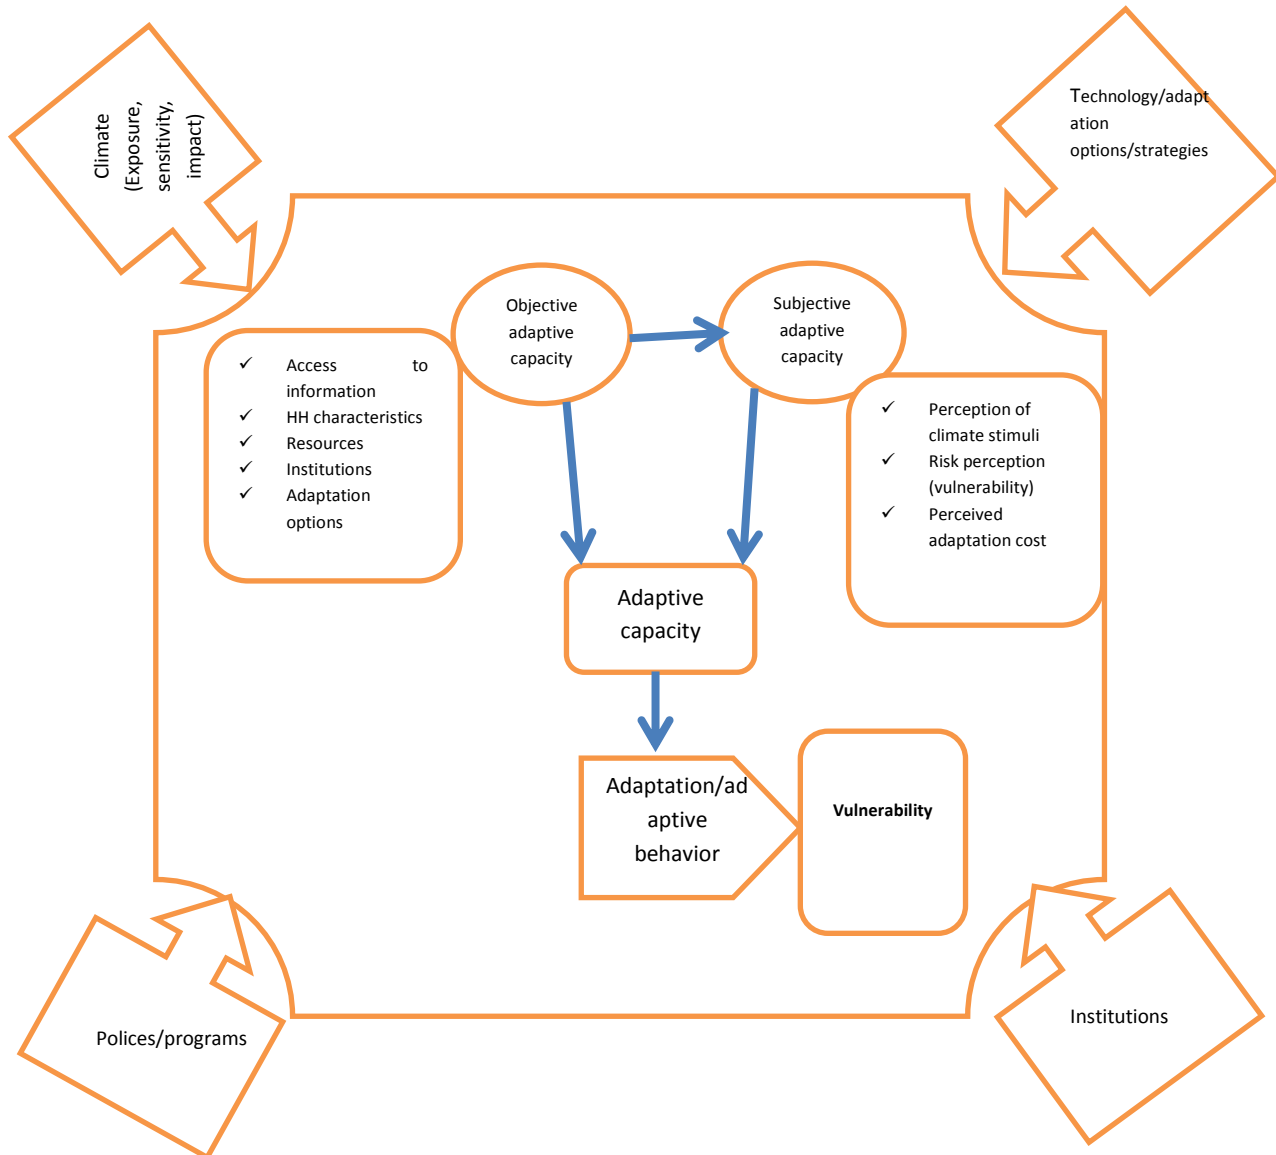 Climate
(Exposure,
sensitivity,
impact)
Technology/adapt
ation
options/strategies
Objective
adaptive
capacity
Subjective
adaptive
capacity
✓ Access to
information
✓ HH characteristics
✓ Resources
✓ Institutions
✓ Adaptation
options
✓ Perception of
climate stimuli
✓ Risk perception
(vulnerability)
✓ Perceived
adaptation cost
Adaptive
capacity
Adaptation/ad
aptive
behavior
Vulnerability
Polices/programs
Institutions